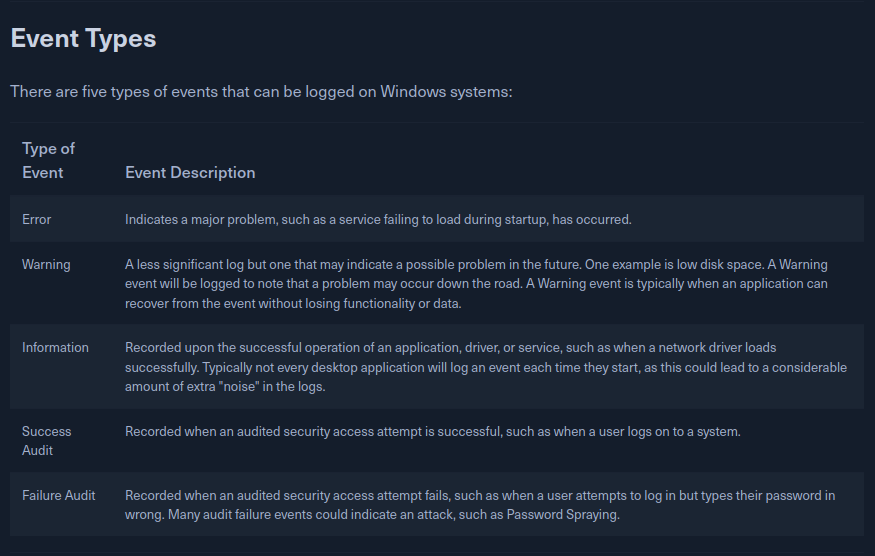 Event Types
There are five types of events that can be logged on Windows systems:
Type of
Event
Event Description
Error
Indicates a major problem, such as a service failing to load during startup, has occurred.
Warning
A less significant log but one that may indicate a possible problem in the future. One example is low disk space. A Warning
event will be logged to note that a problem may occur down the road. A Warning event is typically when an application can
recover from the event without losing functionality or data.
Information
Recorded upon the successful operation of an application, driver, or service, such as when a network driver loads
successfully. Typically not every desktop application will log an event each time they start, as this could lead to a considerable
amount of extra "noise" in the logs.
Success
Audit
Recorded when an audited security access attempt is successful, such as when a user logs on to a system.
Failure Audit
Recorded when an audited security access attempt fails, such as when a user attempts to log in but types their password in
wrong. Many audit failure events could indicate an attack, such as Password Spraying.